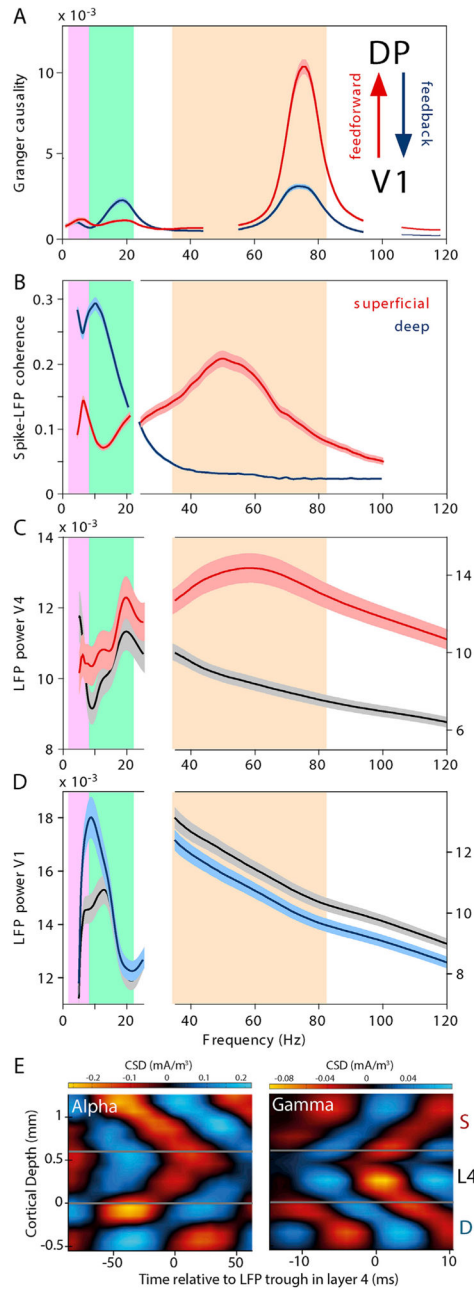 A
x 10⁻³
10
5
0
Granger causality
DP
feedforward
feedback
V1
0 20 40 60 80 100 120
B
0.3
0.2
0.1
0
Spike-LFP coherence
superficial
deep
0 20 40 60 80 100 120
C
x 10⁻³
14
12
10
8
LFP power V4
14
10
6
0 20 40 60 80 100 120
D
x 10⁻³
18
16
14
12
LFP power V1
12
10
8
0 20 40 60 80 100 120
Frequency (Hz)
E
CSD (mA/m³)
-0.2 -0.1 0 0.1 0.2
CSD (mA/m³)
-0.08 -0.04 0 0.04
Alpha
Gamma
Cortical Depth (mm)
1
0.5
0
-0.5
S
L4
D
-50 0 50
-10 0 10
Time relative to LFP trough in layer 4 (ms)